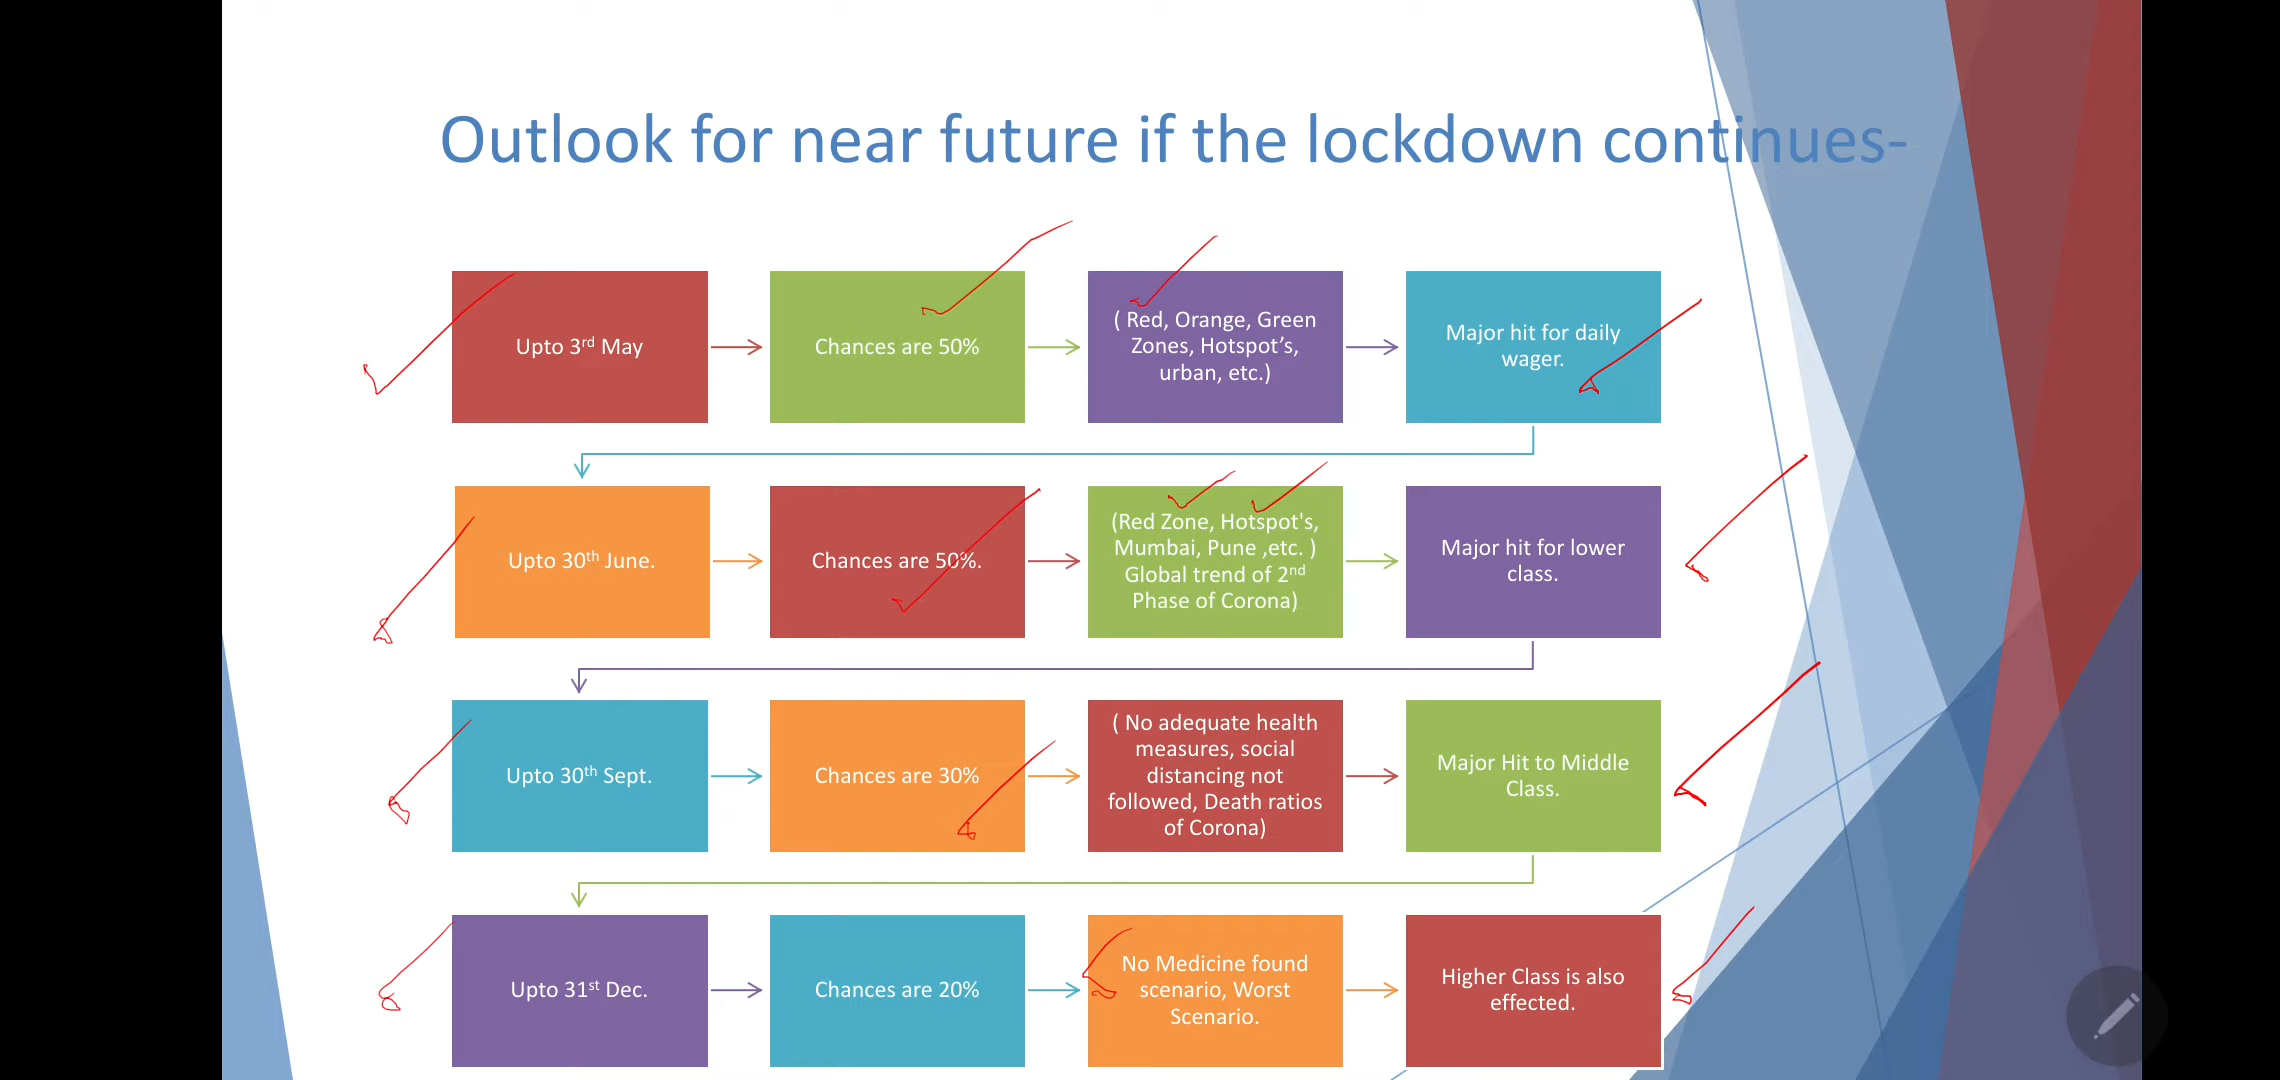 Outlook for near future if the lockdown continues-
Upto 3rd May
Chances are 50%
( Red, Orange, Green
Zones, Hotspot’s,
urban, etc.)
Major hit for daily
wager.
Upto 30th June.
Chances are 50%.
(Red Zone, Hotspot's,
Mumbai, Pune ,etc. )
Global trend of 2nd
Phase of Corona)
Major hit for lower
class.
Upto 30th Sept.
Chances are 30%
( No adequate health
measures, social
distancing not
followed, Death ratios
of Corona)
Major Hit to Middle
Class.
Upto 31st Dec.
Chances are 20%
No Medicine found
scenario, Worst
Scenario.
Higher Class is also
effected.